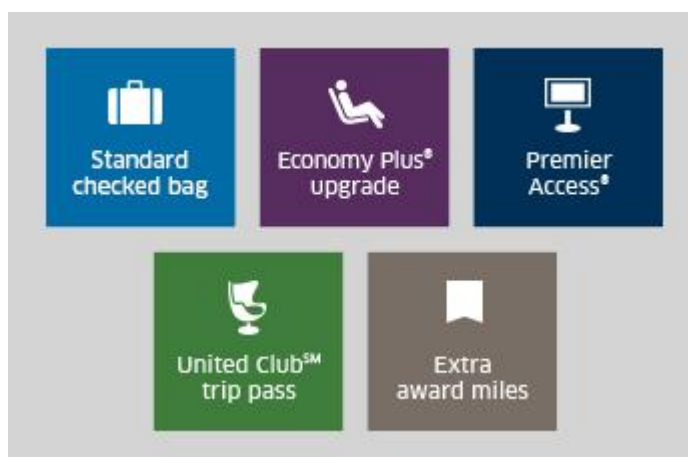 Standard
checked bag
Economy Plus®
upgrade
Premier
Access®
United Club℠
trip pass
Extra
award miles